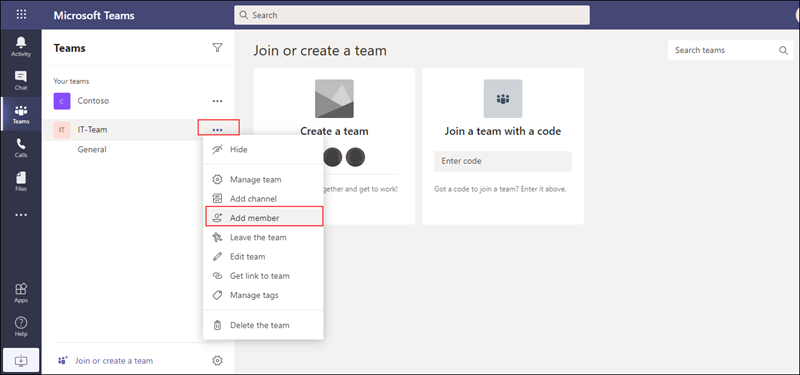 Microsoft Teams
Search
Activity
Chat
Teams
Calls
Files
Apps
Help
Teams
Your teams
C
Contoso
IT
IT-Team
General
Hide
Manage team
Add channel
Add member
Leave the team
Edit team
Get link to team
Manage tags
Delete the team
Join or create a team
Join or create a team
Search teams
Create a team
gether and get to work!
Join a team with a code
Enter code
Got a code to join a team? Enter it above.